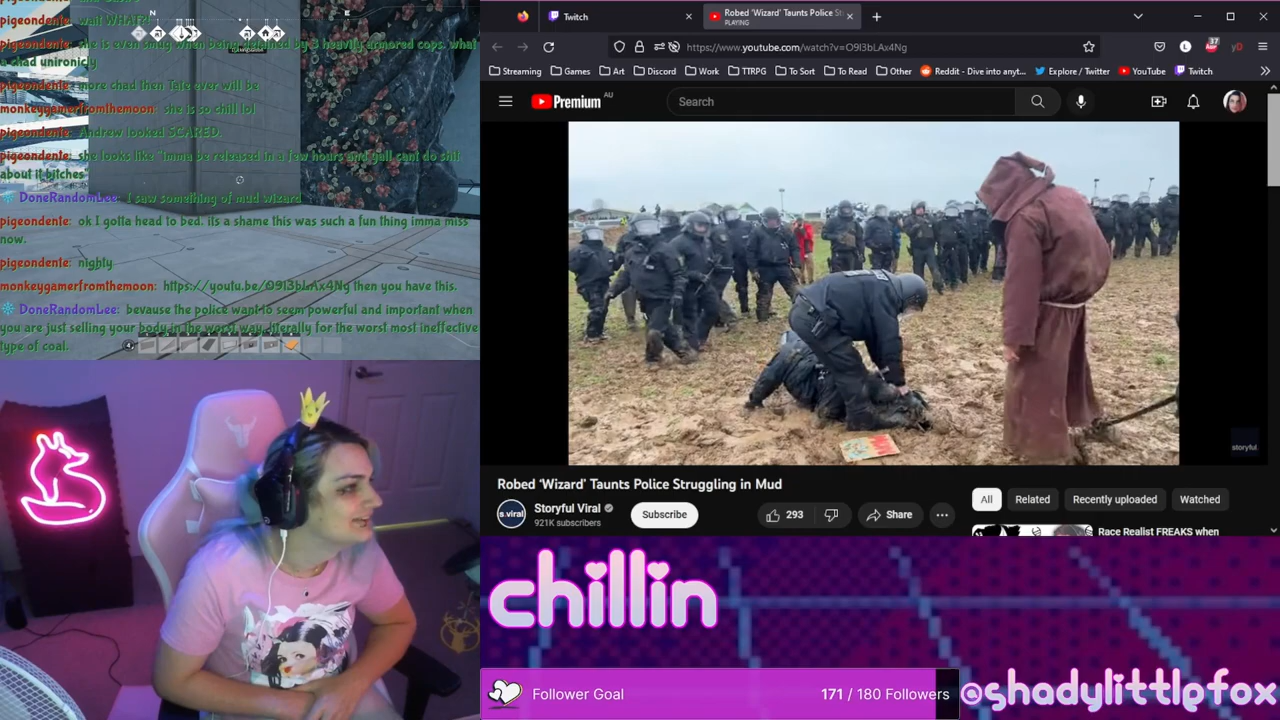 pigeondente: wait WHAT?!
pigeondente: she is even smug when being detained by 3 heavily armored cops. what
a chad unironicly
pigeondente: more chad then Tate ever will be
monkeygamerfromthemoon: she is so chill lol
pigeondente: Andrew looked SCARED.
pigeondente: she looks like "imma be released in a few hours and yall cant do shit
about it bitches"
DoneRandomLee: I saw something of mud wizard
pigeondente: ok I gotta head to bed. its a shame this was such a fun thing imma miss
now.
pigeondente: nighty
monkeygamerfromthemoon: https://youtu.be/O9I3bLAx4Ng then you have this.
DoneRandomLee: bevause the police want to seem powerful and important when
you are just selling your body in the worst way, literally for the worst most ineffective
type of coal.
Twitch
Robed 'Wizard' Taunts Police St
PLAYING
https://www.youtube.com/watch?v=O9I3bLAx4Ng
37
Streaming
Games
Art
Discord
Work
TTRPG
To Sort
To Read
Other
Reddit - Dive into anyt...
Explore / Twitter
YouTube
Twitch
Premium AU
Search
storyful
Robed 'Wizard' Taunts Police Struggling in Mud
s.viral
Storyful Viral
921K subscribers
Subscribe
293
Share
All
Related
Recently uploaded
Watched
Race Realist FREAKS when
chillin
Follower Goal
171 / 180 Followers
@shadylittlefox